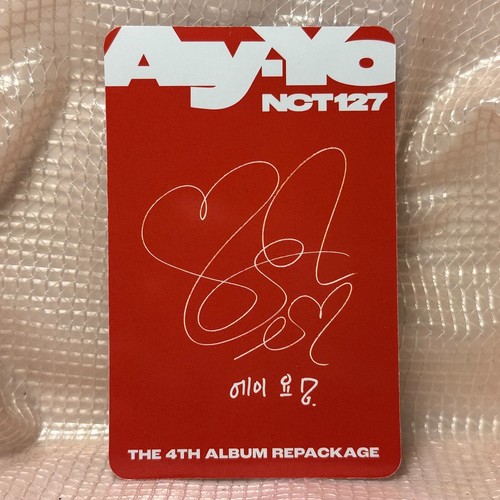 Ay-Yo
NCT127
에이 요
THE 4TH ALBUM REPACKAGE